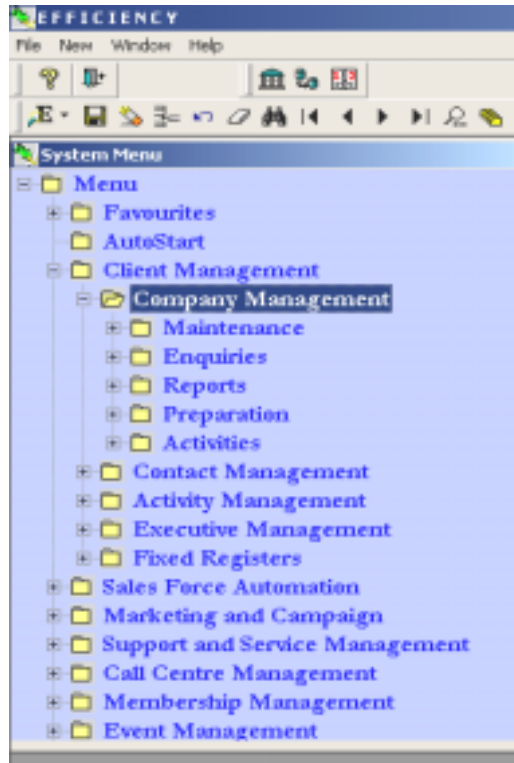 EFFICIENCY
File New Window Help
E
System Menu
Menu
Favourites
AutoStart
Client Management
Company Management
Maintenance
Enquiries
Reports
Preparation
Activities
Contact Management
Activity Management
Executive Management
Fixed Registers
Sales Force Automation
Marketing and Campaign
Support and Service Management
Call Centre Management
Membership Management
Event Management